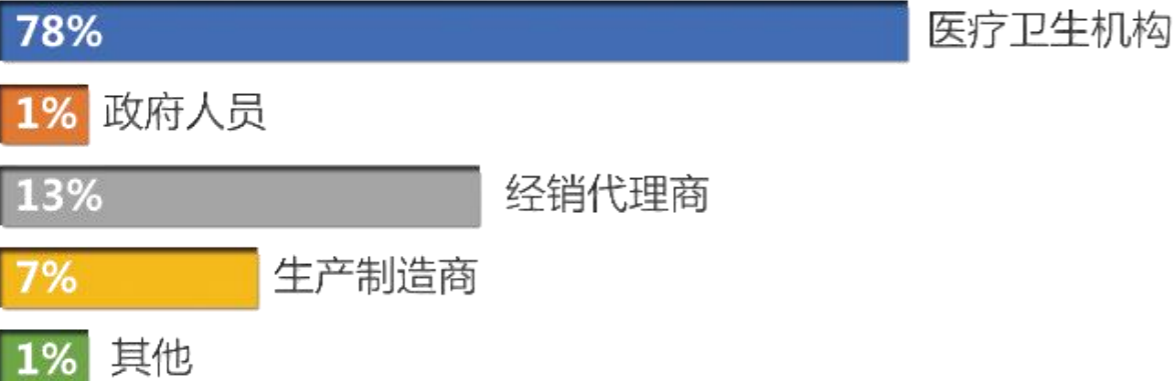 78% 医疗卫生机构
1% 政府人员
13% 经销代理商
7% 生产制造商
1% 其他